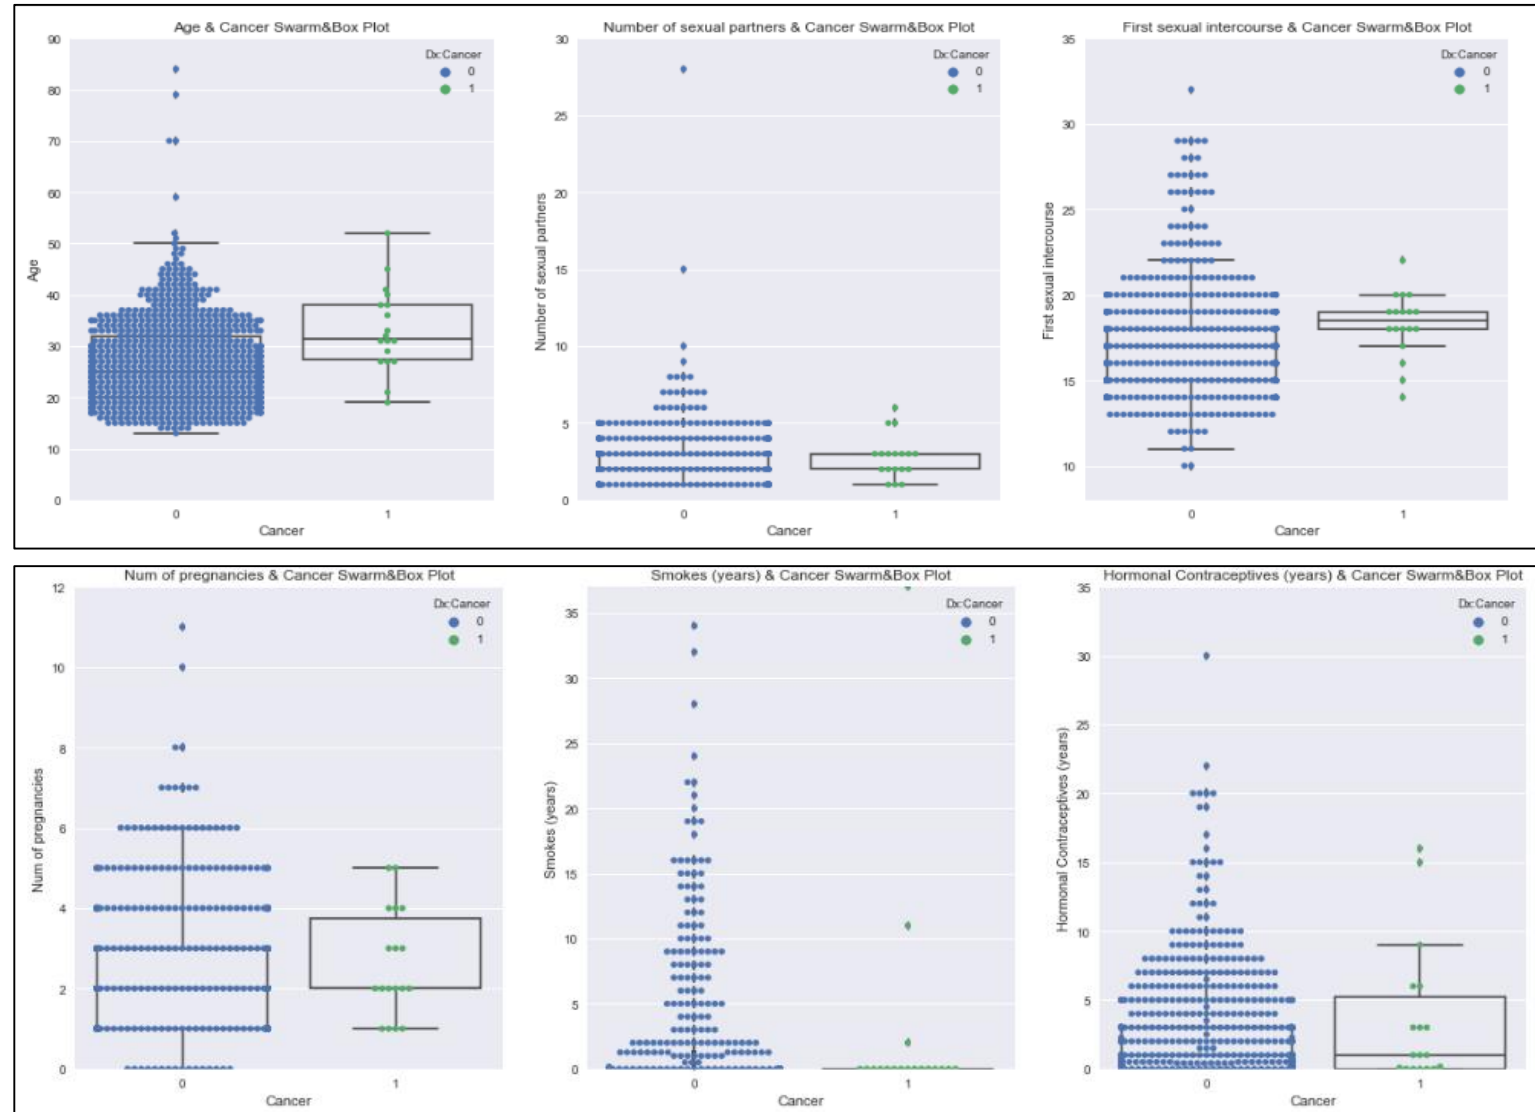 Age & Cancer Swarm&Box Plot
Dx:Cancer
0
1
90
80
70
60
50
40
30
20
10
0
Age
0 1
Cancer
Number of sexual partners & Cancer Swarm&Box Plot
Dx:Cancer
0
1
30
25
20
15
10
5
0
Number of sexual partners
0 1
Cancer
First sexual intercourse & Cancer Swarm&Box Plot
Dx:Cancer
0
1
35
30
25
20
15
10
First sexual intercourse
0 1
Cancer
Num of pregnancies & Cancer Swarm&Box Plot
Dx:Cancer
0
1
12
10
8
6
4
2
0
Num of pregnancies
0 1
Cancer
Smokes (years) & Cancer Swarm&Box Plot
Dx:Cancer
0
1
35
30
25
20
15
10
5
0
Smokes (years)
0 1
Cancer
Hormonal Contraceptives (years) & Cancer Swarm&Box Plot
Dx:Cancer
0
1
35
30
25
20
15
10
5
0
Hormonal Contraceptives (years)
0 1
Cancer